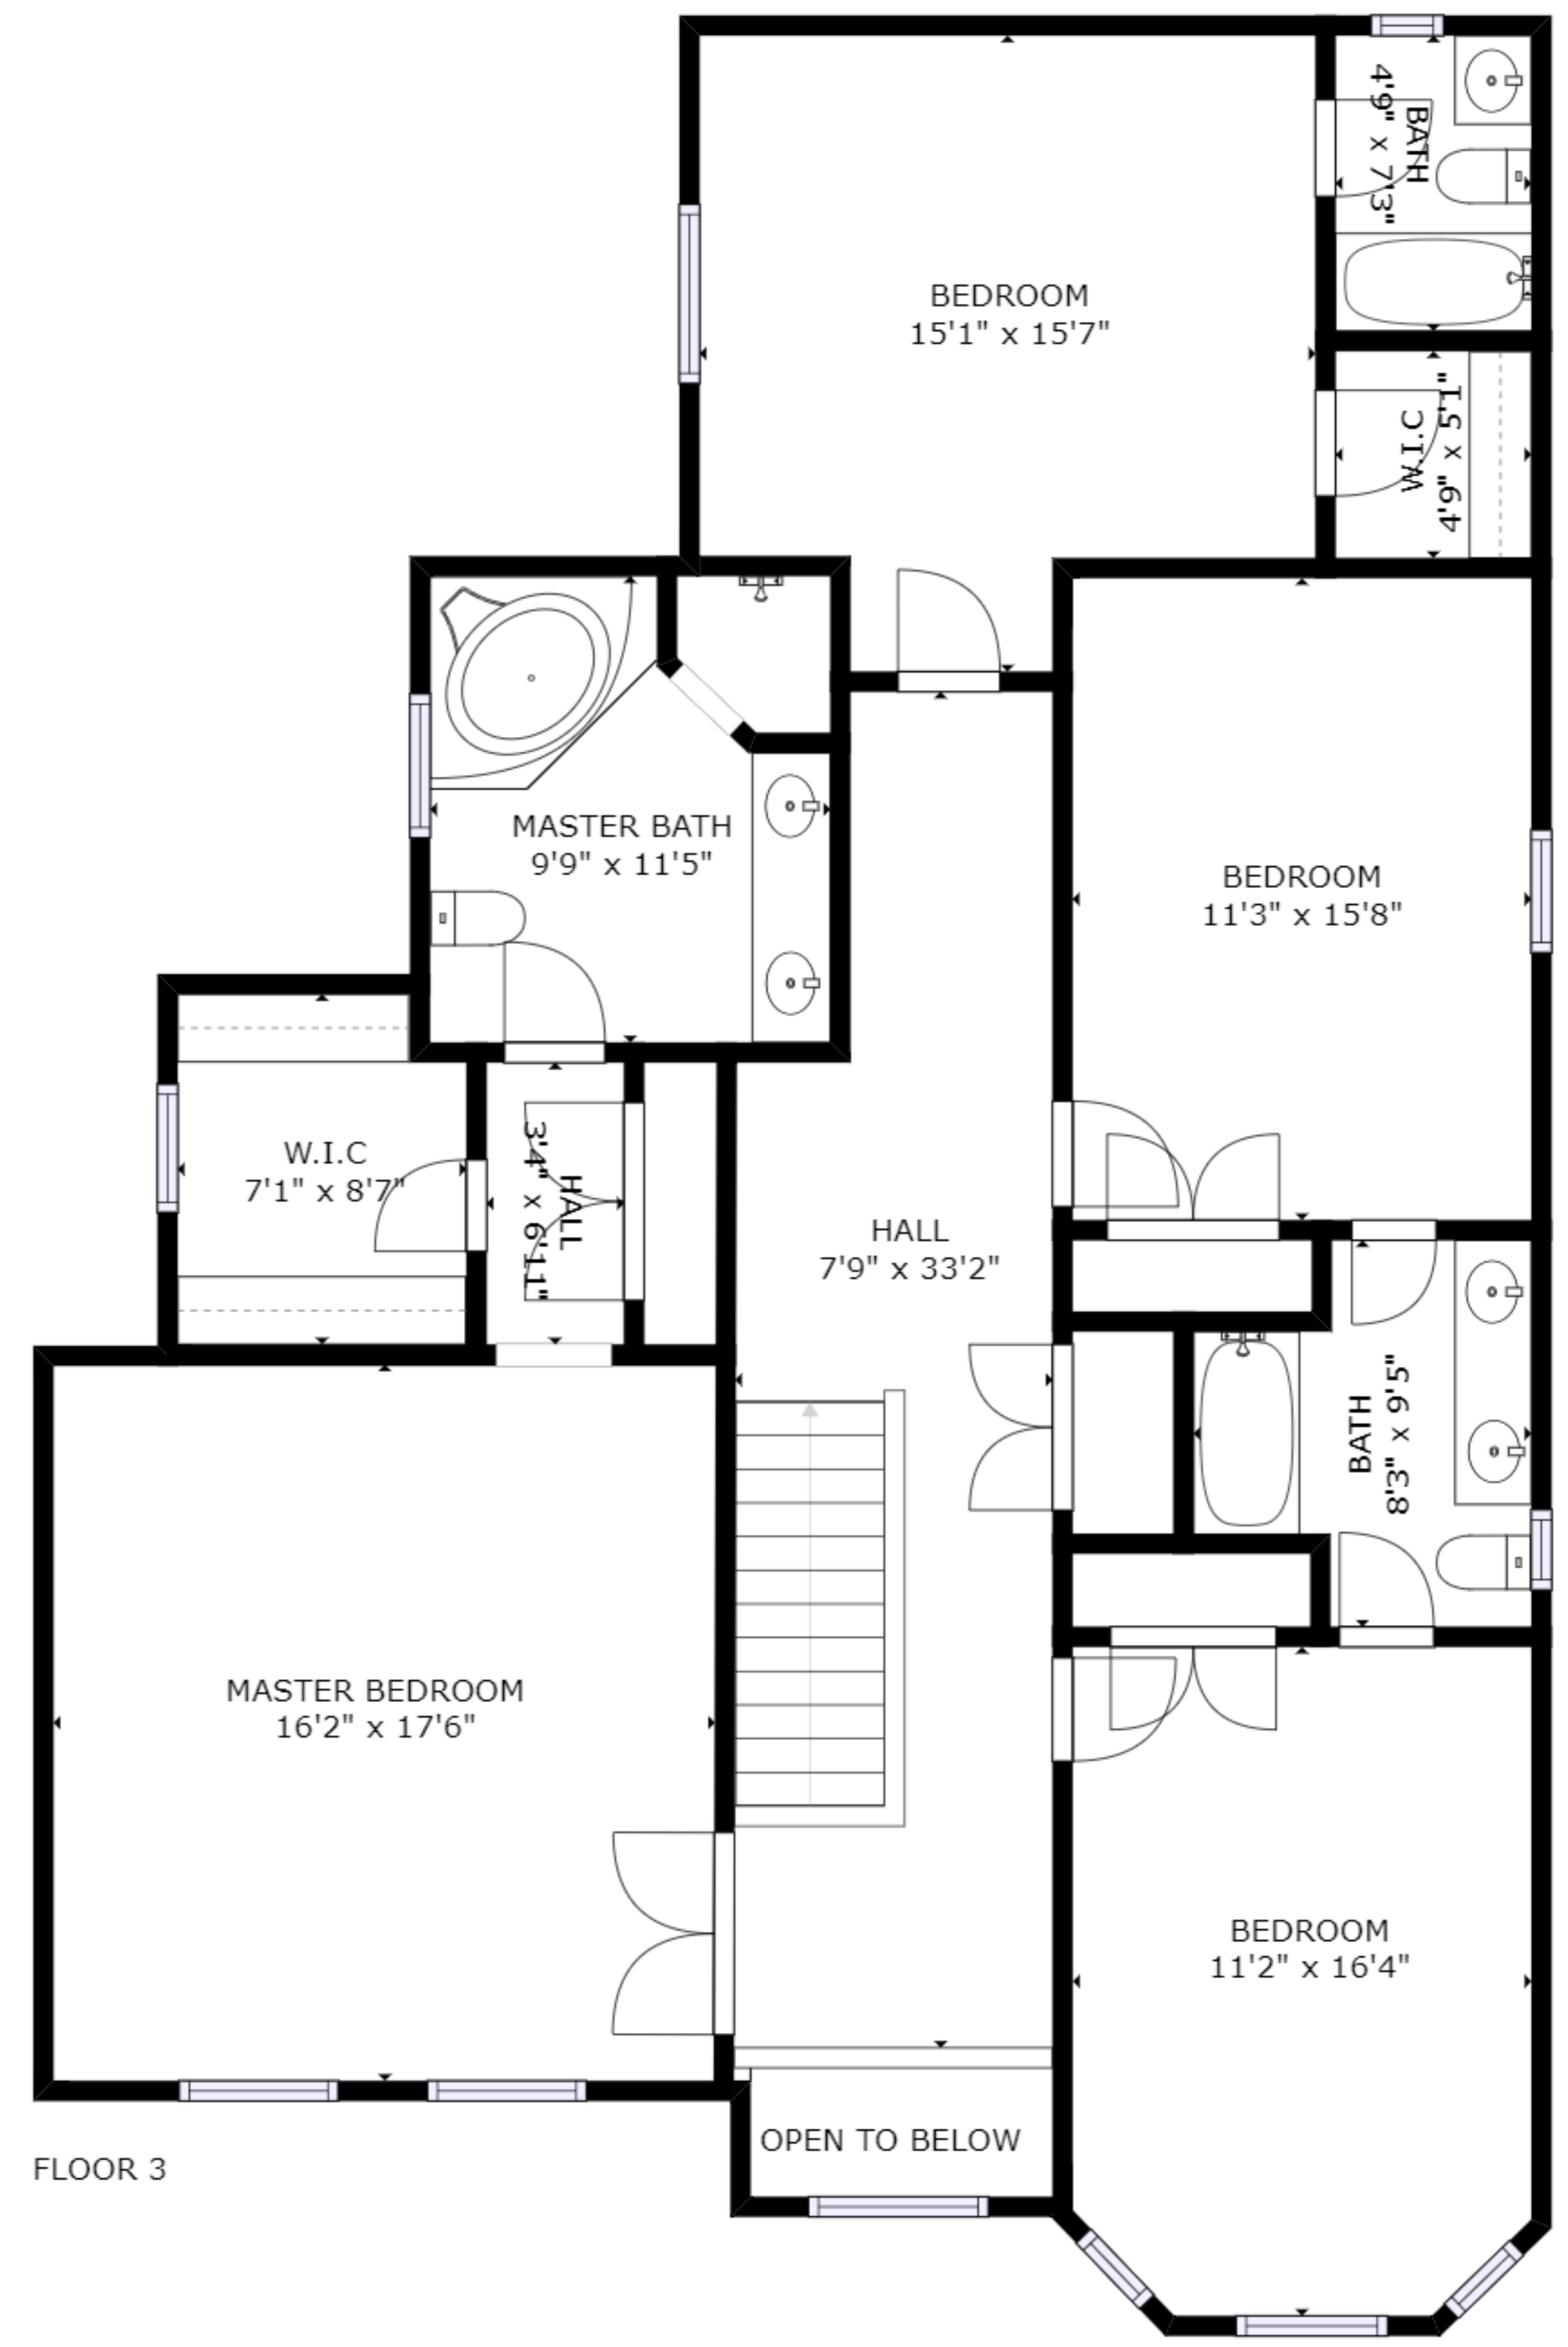 BATH
4'9" x 7'3"
BEDROOM
15'1" x 15'7"
W.I.C
4'9" x 5'1"
MASTER BATH
9'9" x 11'5"
BEDROOM
11'3" x 15'8"
W.I.C
7'1" x 8'7"
HALL
3'4" x 6'11"
HALL
7'9" x 33'2"
BATH
8'3" x 9'5"
MASTER BEDROOM
16'2" x 17'6"
BEDROOM
11'2" x 16'4"
OPEN TO BELOW
FLOOR 3